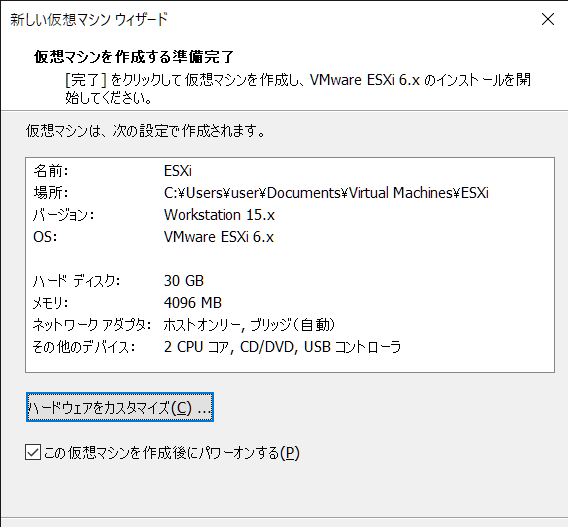 新しい仮想マシン ウィザード
仮想マシンを作成する準備完了
[完了] をクリックして仮想マシンを作成し、VMware ESXi 6.x のインストールを開
始してください。
仮想マシンは、次の設定で作成されます。
名前: ESXi
場所: C:¥Users¥user¥Documents¥Virtual Machines¥ESXi
バージョン: Workstation 15.x
OS: VMware ESXi 6.x
ハード ディスク: 30 GB
メモリ: 4096 MB
ネットワーク アダプタ: ホストオンリー, ブリッジ(自動)
その他のデバイス: 2 CPU コア, CD/DVD, USB コントローラ
ハードウェアをカスタマイズ(C) ...
この仮想マシンを作成後にパワーオンする(P)